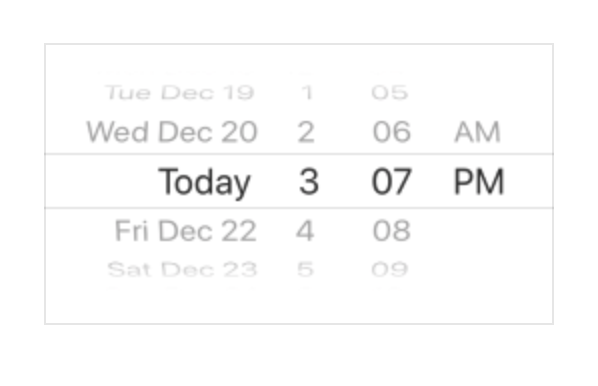 Tue Dec 19 1 05
Wed Dec 20 2 06 AM
Today 3 07 PM
Fri Dec 22 4 08
Sat Dec 23 5 09